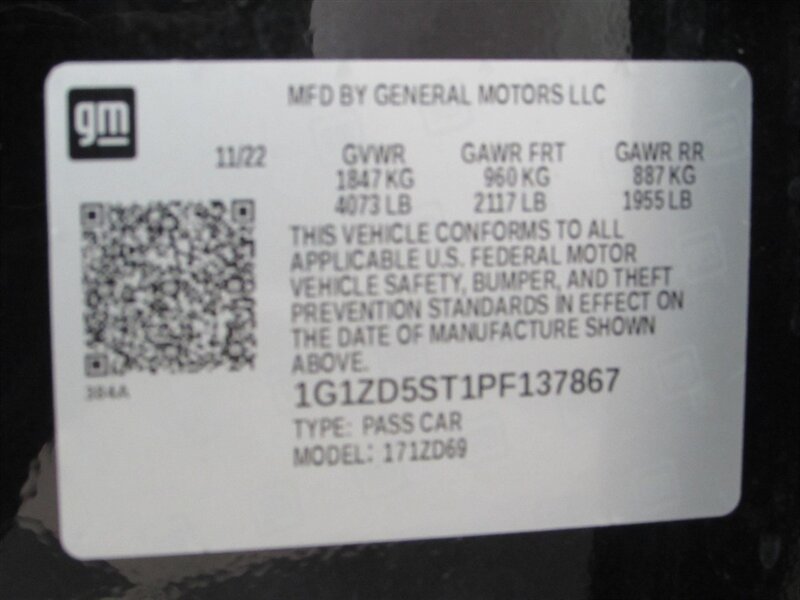 gm
MFD BY GENERAL MOTORS LLC
11/22 GVWR GAWR FRT GAWR RR
1847 KG 960 KG 887 KG
4073 LB 2117 LB 1955 LB
THIS VEHICLE CONFORMS TO ALL
APPLICABLE U.S. FEDERAL MOTOR
VEHICLE SAFETY, BUMPER, AND THEFT
PREVENTION STANDARDS IN EFFECT ON
THE DATE OF MANUFACTURE SHOWN
ABOVE.
384A
1G1ZD5ST1PF137867
TYPE: PASS CAR
MODEL: 171ZD69